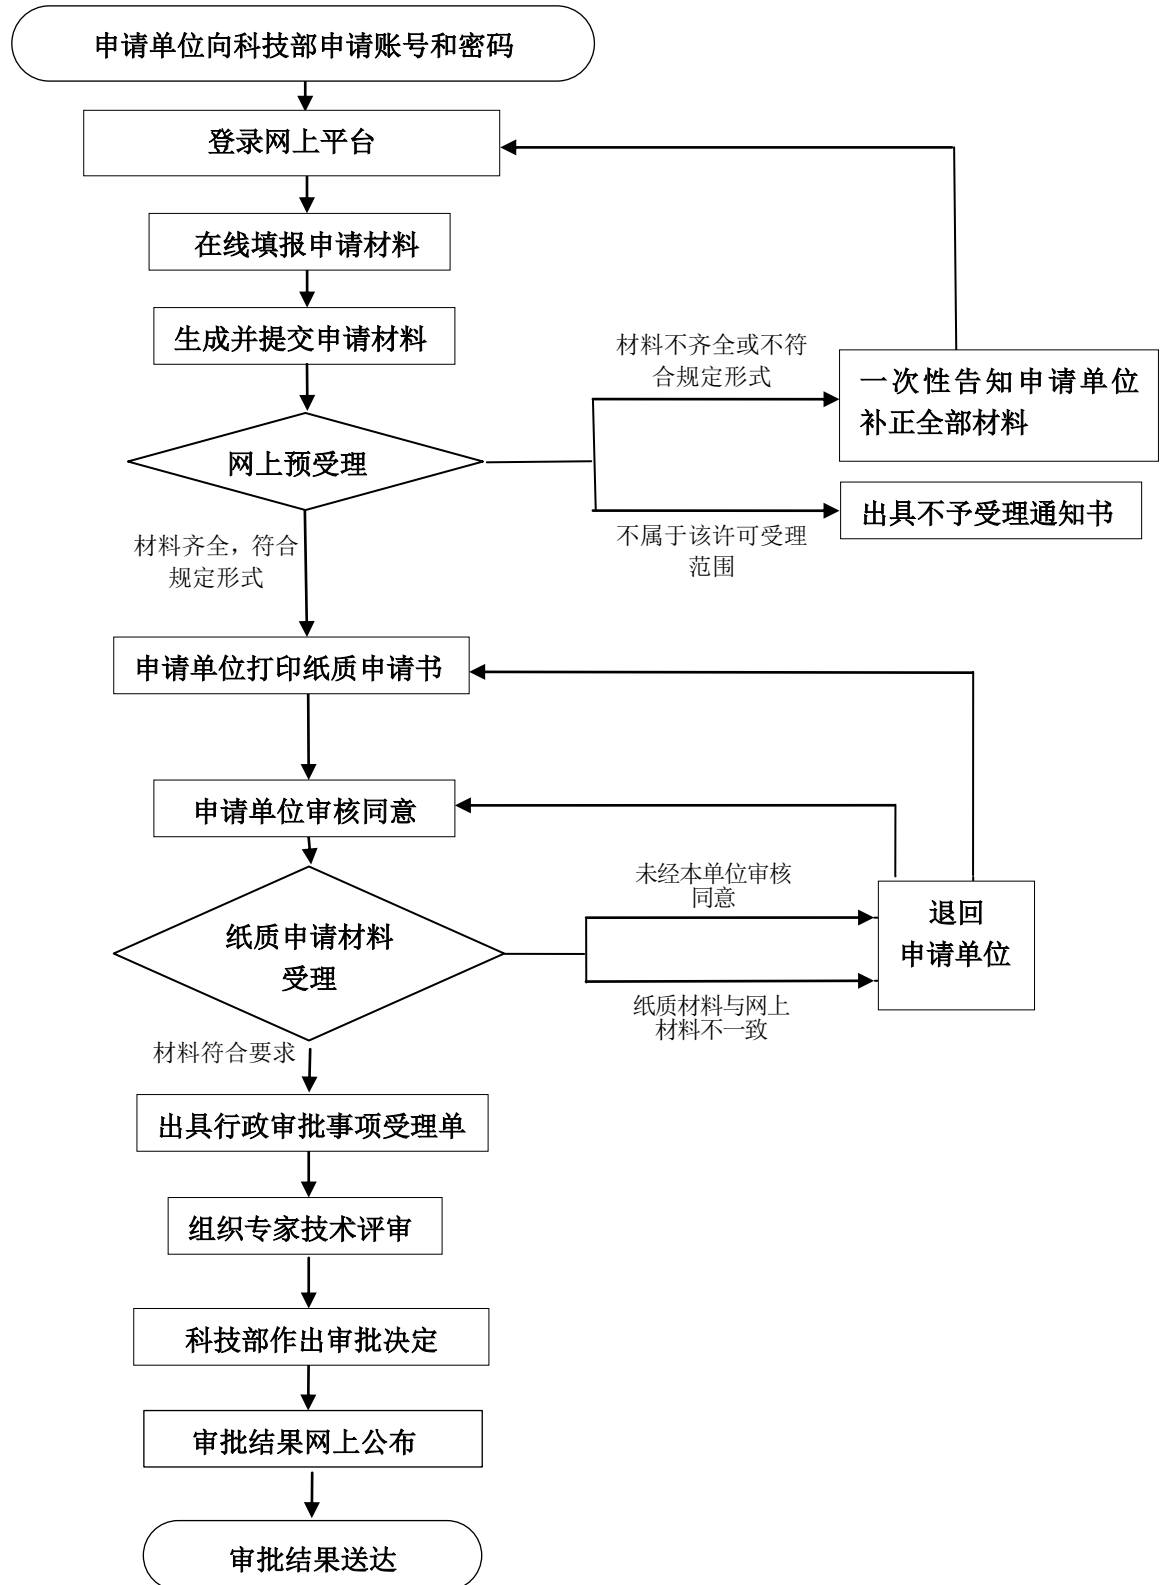 申请单位向科技部申请账号和密码
登录网上平台
在线填报申请材料
生成并提交申请材料
材料不齐全或不符
合规定形式
一次性告知申请单位
补正全部材料
网上预受理
出具不予受理通知书
不属于该许可受理
范围
材料齐全，符合
规定形式
申请单位打印纸质申请书
申请单位审核同意
未经本单位审核
同意
退回
申请单位
纸质申请材料
受理
纸质材料与网上
材料不一致
材料符合要求
出具行政审批事项受理单
组织专家技术评审
科技部作出审批决定
审批结果网上公布
审批结果送达